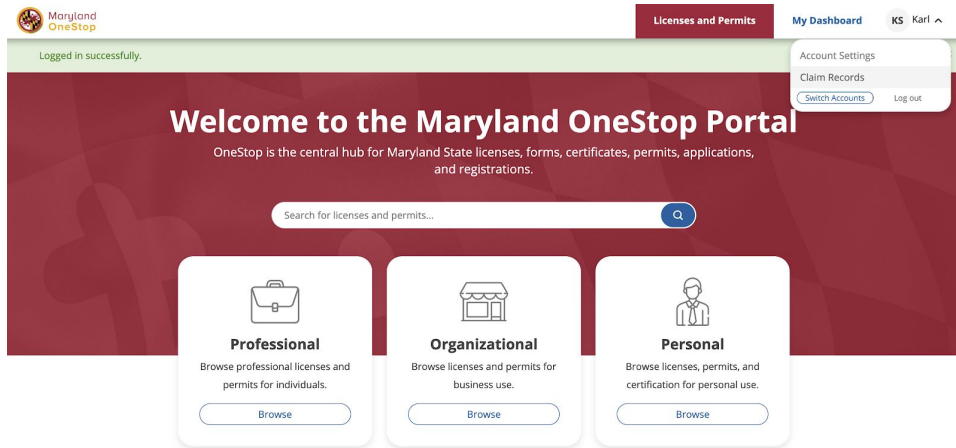 Maryland
OneStop
Licenses and Permits
My Dashboard
KS Karl
Logged in successfully.
Account Settings
Claim Records
Switch Accounts
Log out
Welcome to the Maryland OneStop Portal
OneStop is the central hub for Maryland State licenses, forms, certificates, permits, applications,
and registrations.
Search for licenses and permits...
Professional
Browse professional licenses and
permits for individuals.
Browse
Organizational
Browse licenses and permits for
business use.
Browse
Personal
Browse licenses, permits, and
certification for personal use.
Browse